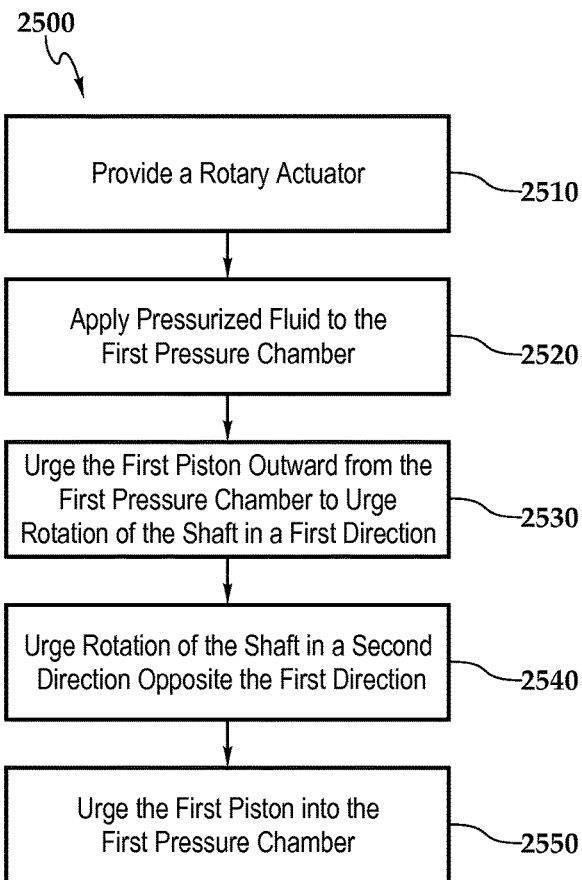 2500
Provide a Rotary Actuator
2510
Apply Pressurized Fluid to the
First Pressure Chamber
2520
Urge the First Piston Outward from the
First Pressure Chamber to Urge
Rotation of the Shaft in a First Direction
2530
Urge Rotation of the Shaft in a Second
Direction Opposite the First Direction
2540
Urge the First Piston into the
First Pressure Chamber
2550